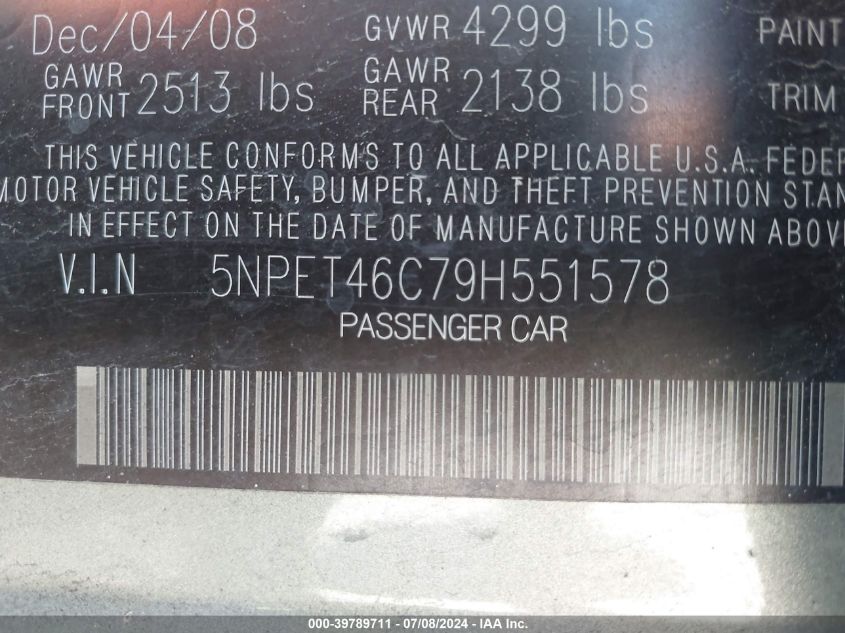 Dec/04/08 GVWR 4299 lbs PAINT
GAWR FRONT 2513 lbs GAWR REAR 2138 lbs TRIM
THIS VEHICLE CONFORMS TO ALL APPLICABLE U.S.A. FEDER
MOTOR VEHICLE SAFETY, BUMPER, AND THEFT PREVENTION STAN
IN EFFECT ON THE DATE OF MANUFACTURE SHOWN ABOVE
V.I.N 5NPET46C79H551578
PASSENGER CAR
000-39789711 - 07/08/2024 - IAA Inc.